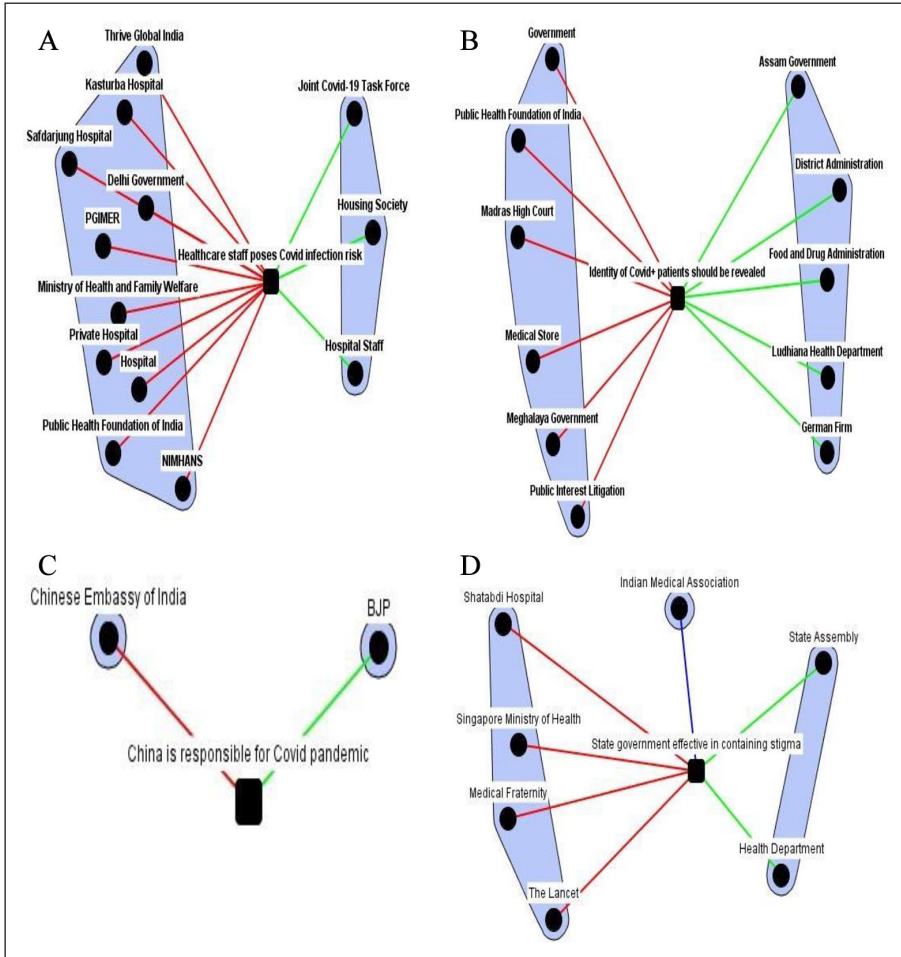 A
Thrive Global India
Kasturba Hospital
Joint Covid-19 Task Force
Safdarjung Hospital
Delhi Government
PGIMER
Housing Society
Healthcare staff poses Covid infection risk
Ministry of Health and Family Welfare
Private Hospital
Hospital
Hospital Staff
Public Health Foundation of India
NIMHANS
B
Government
Assam Government
Public Health Foundation of India
District Administration
Madras High Court
Food and Drug Administration
Identity of Covid+ patients should be revealed
Medical Store
Ludhiana Health Department
Meghalaya Government
German Firm
Public Interest Litigation
C
Chinese Embassy of India
BJP
China is responsible for Covid pandemic
D
Indian Medical Association
Shatabdi Hospital
State Assembly
Singapore Ministry of Health
State government effective in containing stigma
Medical Fraternity
Health Department
The Lancet